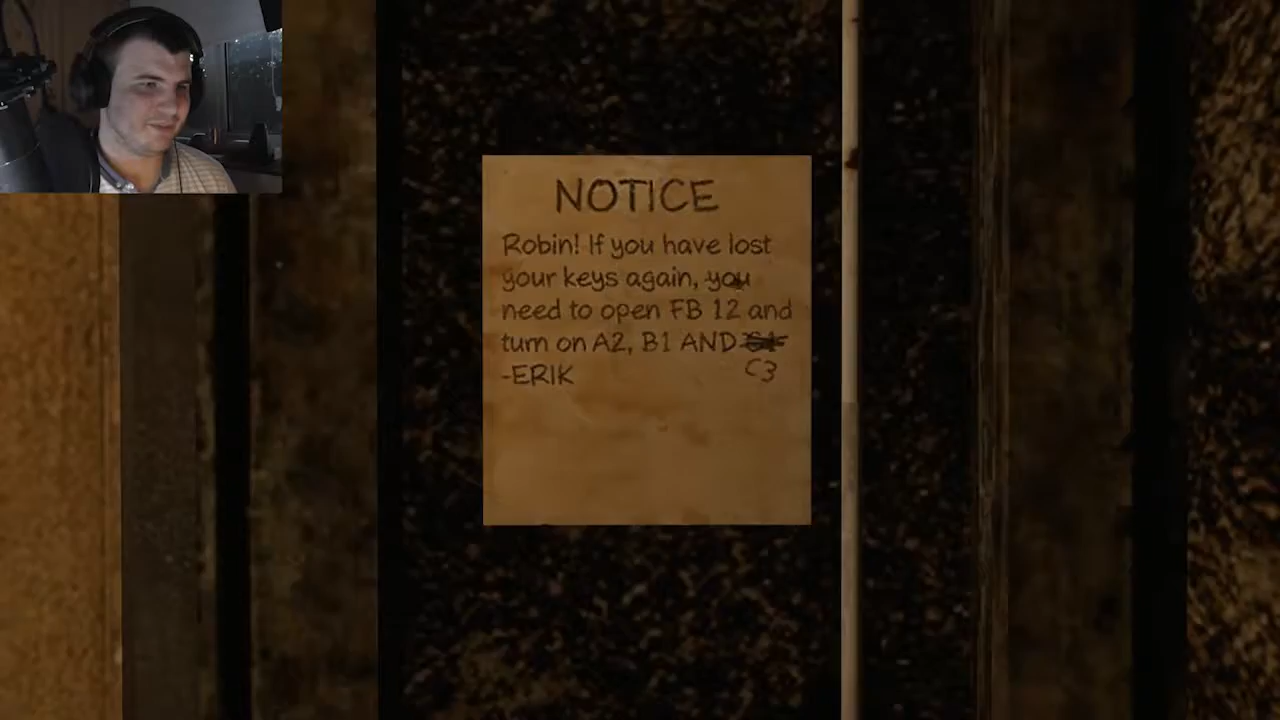 NOTICE
Robin! If you have lost
your keys again, you
need to open FB 12 and
turn on A2, B1 AND
C3
-ERIK